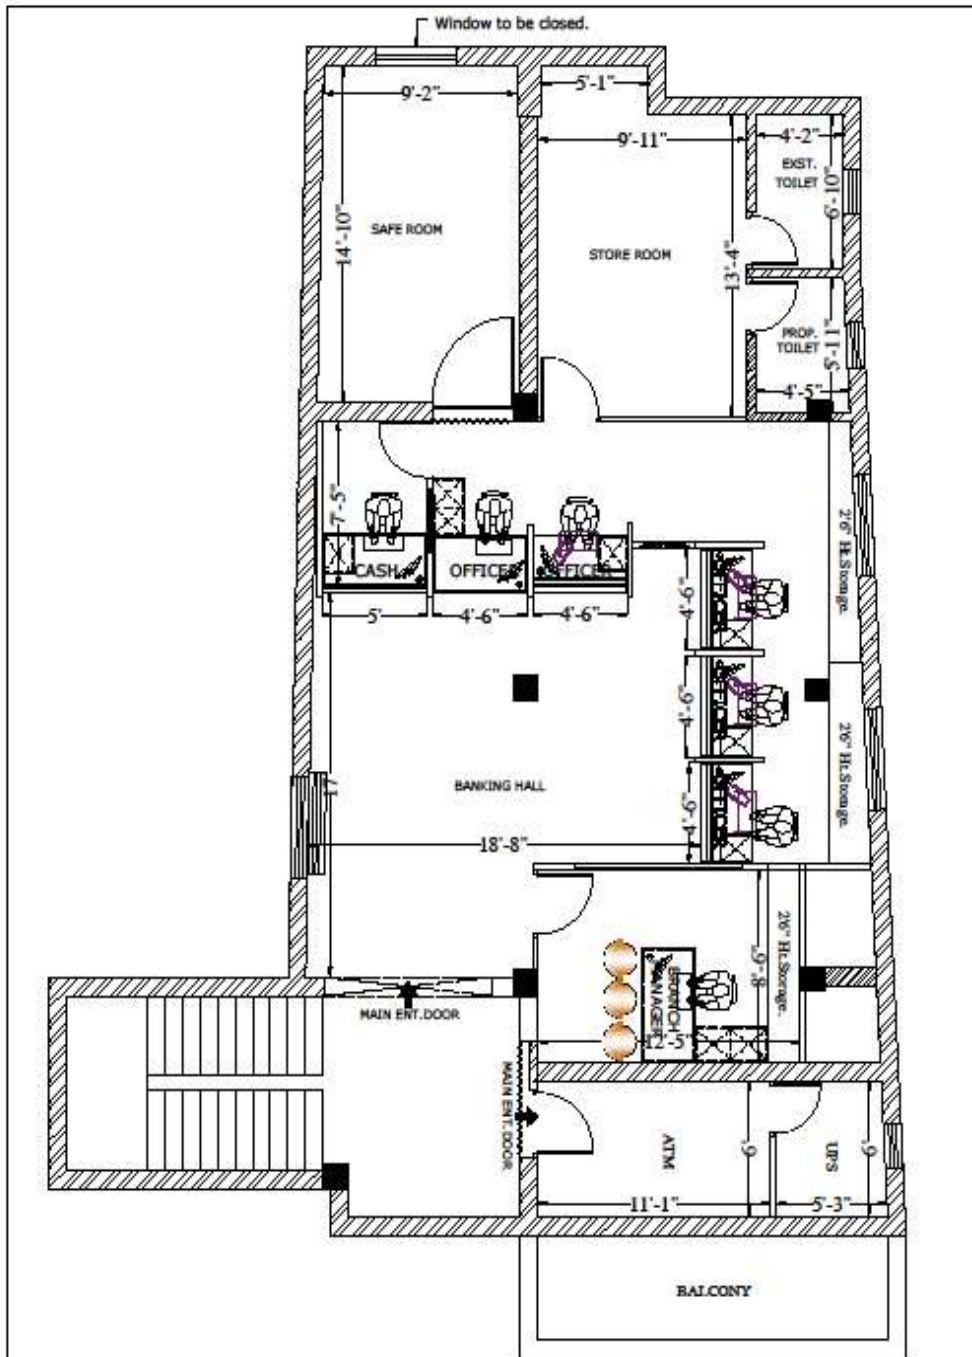 Window to be closed.
9'-2"
5'-1"
9'-11"
4'-2"
EXST.
TOILET
6'-10"
14'-10"
SAFE ROOM
STORE ROOM
13'-4"
PROP.
TOILET
5'-11"
4'-5"
7'-5"
CASH
OFFICER
OFFICER
5'
4'-6"
4'-6"
4'-6"
4'-6"
4'-6"
2'6" Ht.Storage.
2'6" Ht.Storage.
17'
BANKING HALL
18'-8"
2'6" Ht.Storage.
BRANCH
MANAGER
12'-5"
MAIN ENT.DOOR
MAIN ENT.DOOR
ATM
6'
UPS
6'
11'-1"
5'-3"
BALCONY